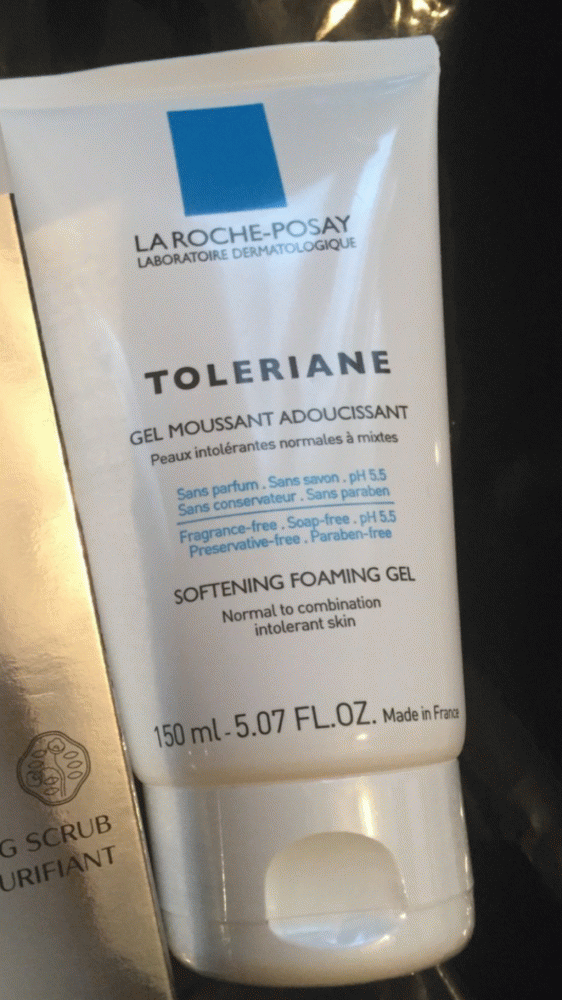 LA ROCHE-POSAY
LABORATOIRE DERMATOLOGIQUE
TOLERIANE
GEL MOUSSANT ADOUCISSANT
Peaux intolérantes normales à mixtes
Sans parfum . Sans savon . pH 5.5
Sans conservateur . Sans paraben
Fragrance-free . Soap-free . pH 5.5
Preservative-free . Paraben-free
SOFTENING FOAMING GEL
Normal to combination
intolerant skin
150 ml - 5.07 FL.OZ. Made in France
G SCRUB
URIFIANT